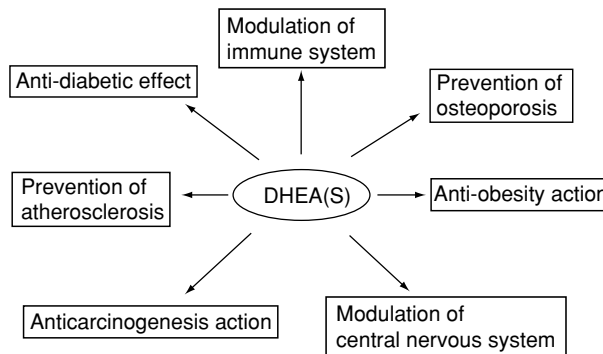 Modulation of
immune system
Anti-diabetic effect
Prevention of
osteoporosis
Prevention of
atherosclerosis
DHEA(S)
Anti-obesity action
Anticarcinogenesis action
Modulation of
central nervous system